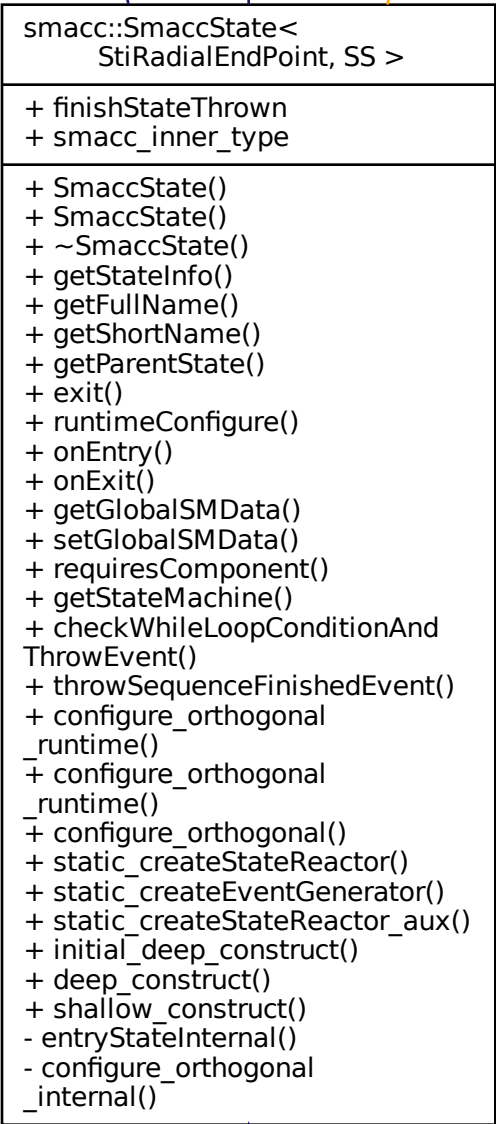 smacc::SmaccState<
StiRadialEndPoint, SS >
+ finishStateThrown
+ smacc_inner_type
+ SmaccState()
+ SmaccState()
+ ~SmaccState()
+ getStateInfo()
+ getFullName()
+ getShortName()
+ getParentState()
+ exit()
+ runtimeConfigure()
+ onEntry()
+ onExit()
+ getGlobalSMData()
+ setGlobalSMData()
+ requiresComponent()
+ getStateMachine()
+ checkWhileLoopConditionAnd
ThrowEvent()
+ throwSequenceFinishedEvent()
+ configure_orthogonal
_runtime()
+ configure_orthogonal
_runtime()
+ configure_orthogonal()
+ static_createStateReactor()
+ static_createEventGenerator()
+ static_createStateReactor_aux()
+ initial_deep_construct()
+ deep_construct()
+ shallow_construct()
- entryStateInternal()
- configure_orthogonal
_internal()